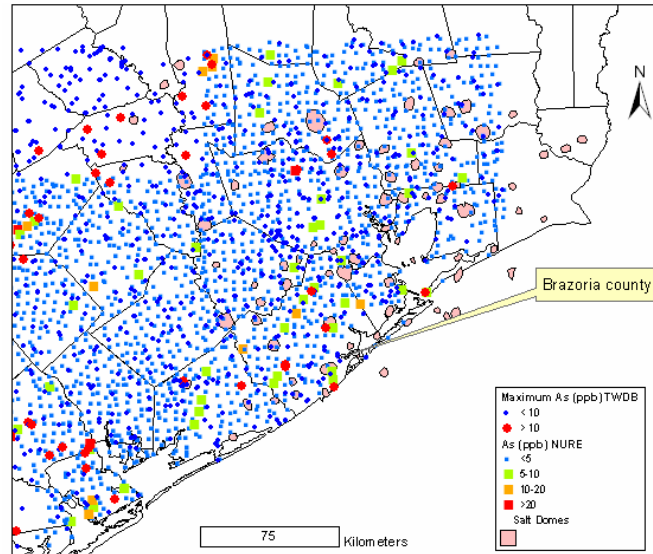 N
Brazoria county
Maximum As (ppb) TWDB
< 10
> 10
As (ppb) NURE
<5
5-10
10-20
>20
Salt Domes
75
Kilometers